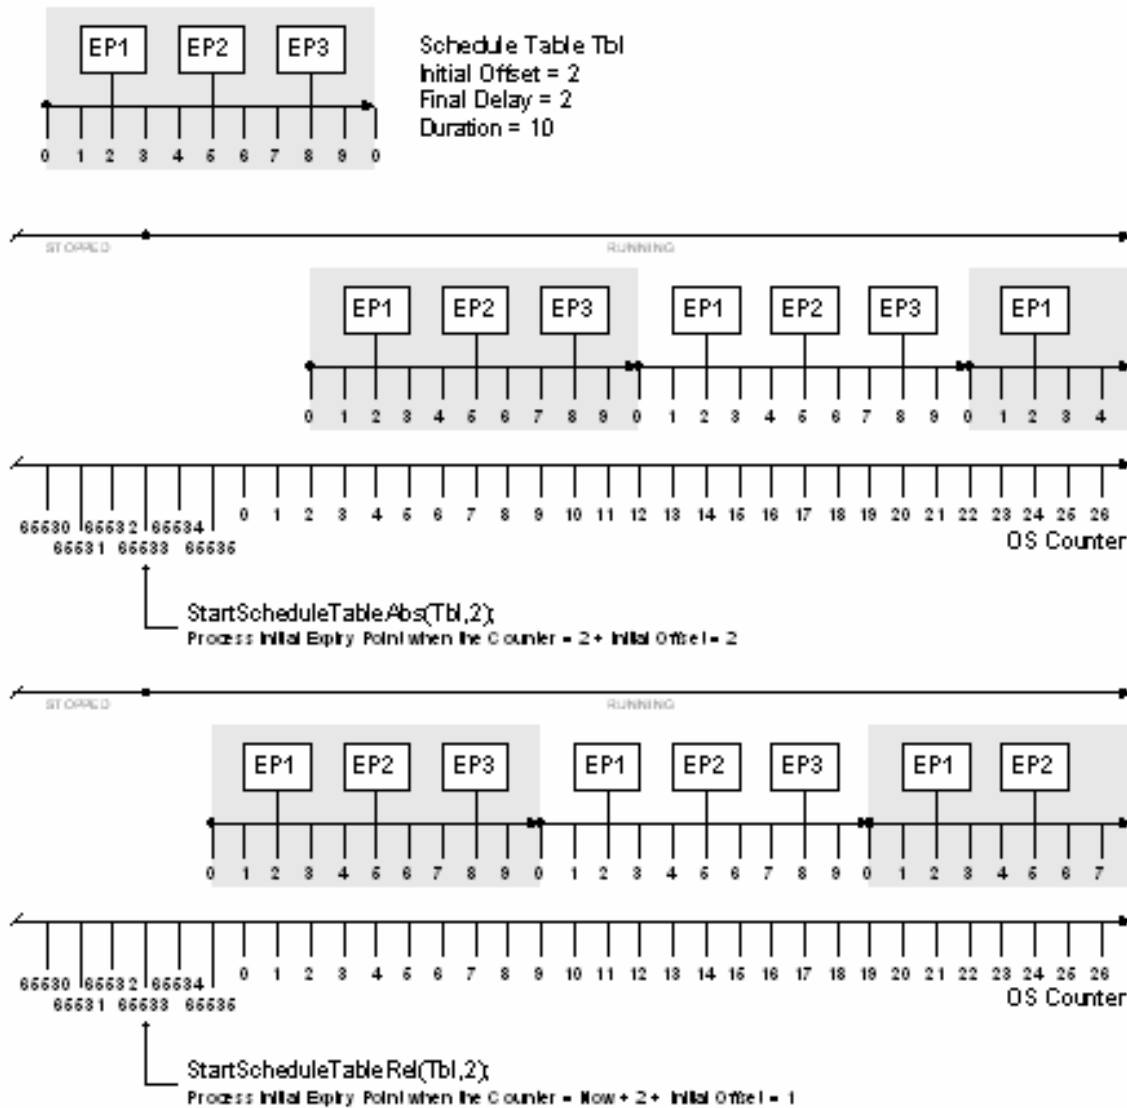 EP1 EP2 EP3
Schedule Table Tbl
Initial Offset = 2
Final Delay = 2
Duration = 10
0 1 2 3 4 5 6 7 8 9 0
STOPPED RUNNING
EP1 EP2 EP3 EP1 EP2 EP3 EP1
0 1 2 3 4 5 6 7 8 9 0 1 2 3 4 5 6 7 8 9 0 1 2 3 4
65530 65532 65534 0 1 2 3 4 5 6 7 8 9 10 11 12 13 14 15 16 17 18 19 20 21 22 23 24 25 26
65531 65533 65535
OS Counter
StartScheduleTableAbs(Tbl,2);
Process Initial Expiry Point when the Counter = 2 + Initial Offset = 2
STOPPED RUNNING
EP1 EP2 EP3 EP1 EP2 EP3 EP1 EP2
0 1 2 3 4 5 6 7 8 9 0 1 2 3 4 5 6 7 8 9 0 1 2 3 4 5 6 7
65530 65532 65534 0 1 2 3 4 5 6 7 8 9 10 11 12 13 14 15 16 17 18 19 20 21 22 23 24 25 26
65531 65533 65535
OS Counter
StartScheduleTableRel(Tbl,2);
Process Initial Expiry Point when the Counter = Now + 2 + Initial Offset = 1